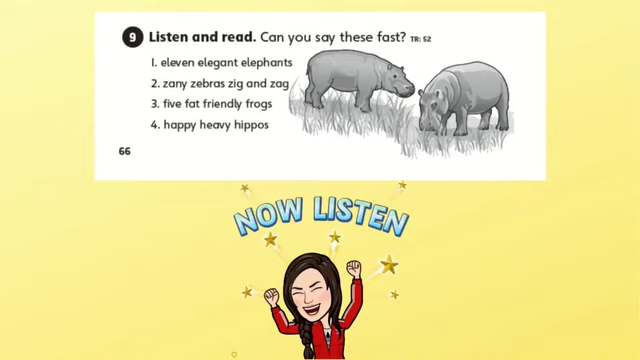 9 Listen and read. Can you say these fast? TR: 52
1. eleven elegant elephants
2. zany zebras zig and zag
3. five fat friendly frogs
4. happy heavy hippos
66
NOW LISTEN